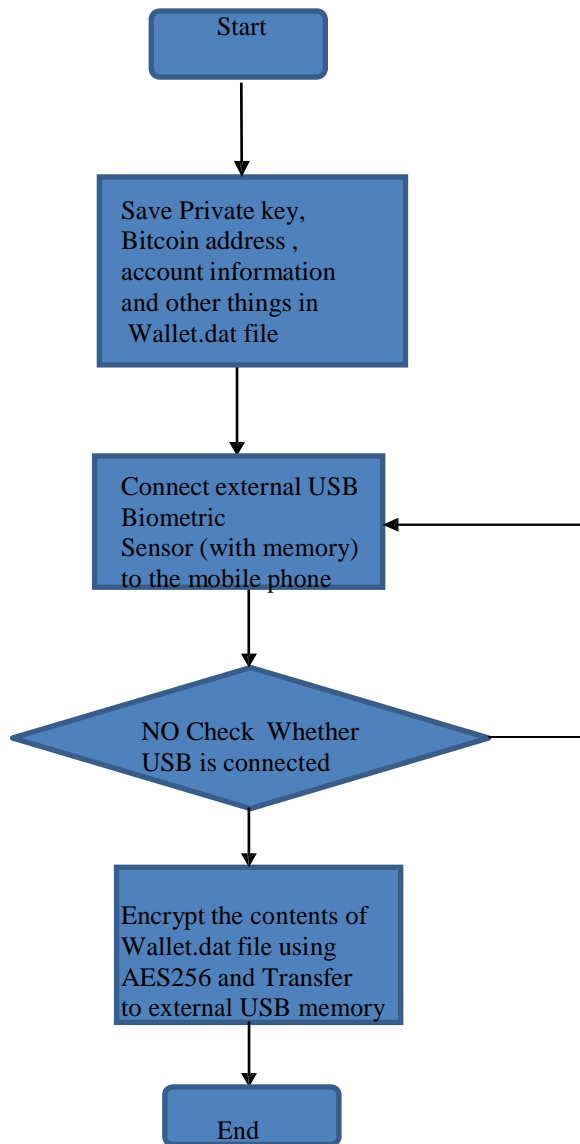 Start
Save Private key,
Bitcoin address ,
account information
and other things in
Wallet.dat file
Connect external USB
Biometric
Sensor (with memory)
to the mobile phone
NO Check Whether
USB is connected
Encrypt the contents of
Wallet.dat file using
AES256 and Transfer
to external USB memory
End